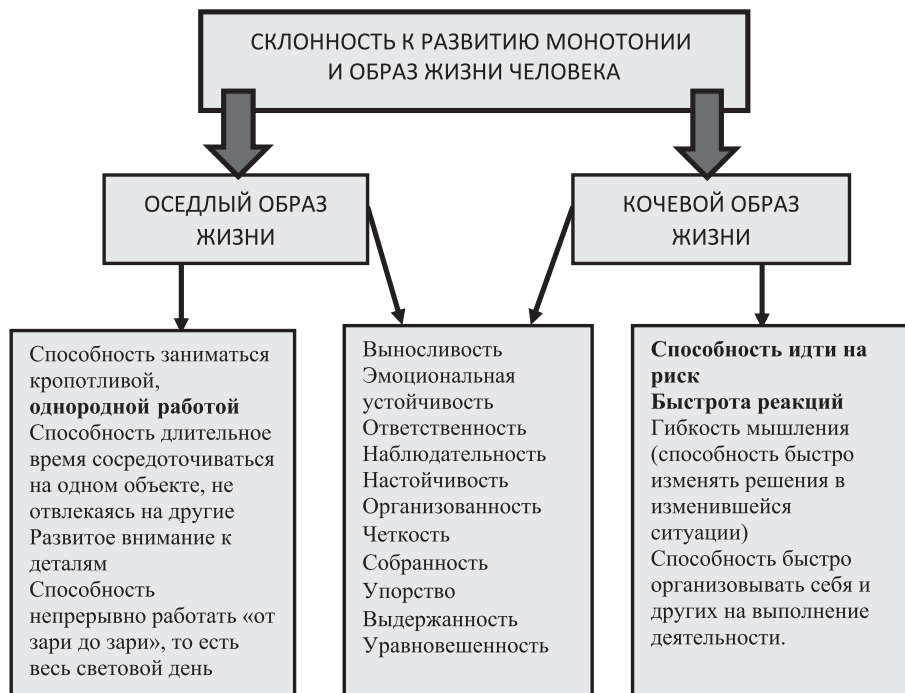 СКЛОННОСТЬ К РАЗВИТИЮ МОНОТОНИИ
И ОБРАЗ ЖИЗНИ ЧЕЛОВЕКА
ОСЕДЛЫЙ ОБРАЗ
ЖИЗНИ
КОЧЕВОЙ ОБРАЗ
ЖИЗНИ
Способность заниматься
кропотливой,
однородной работой
Способность длительное
время сосредоточиваться
на одном объекте, не
отвлекаясь на другие
Развитое внимание к
деталям
Способность
непрерывно работать «от
зари до зари», то есть
весь световой день
Выносливость
Эмоциональная
устойчивость
Ответственность
Наблюдательность
Настойчивость
Организованность
Четкость
Собранность
Упорство
Выдержанность
Уравновешенность
Способность идти на
риск
Быстрота реакций
Гибкость мышления
(способность быстро
изменять решения в
изменившейся
ситуации)
Способность быстро
организовывать себя и
других на выполнение
деятельности.